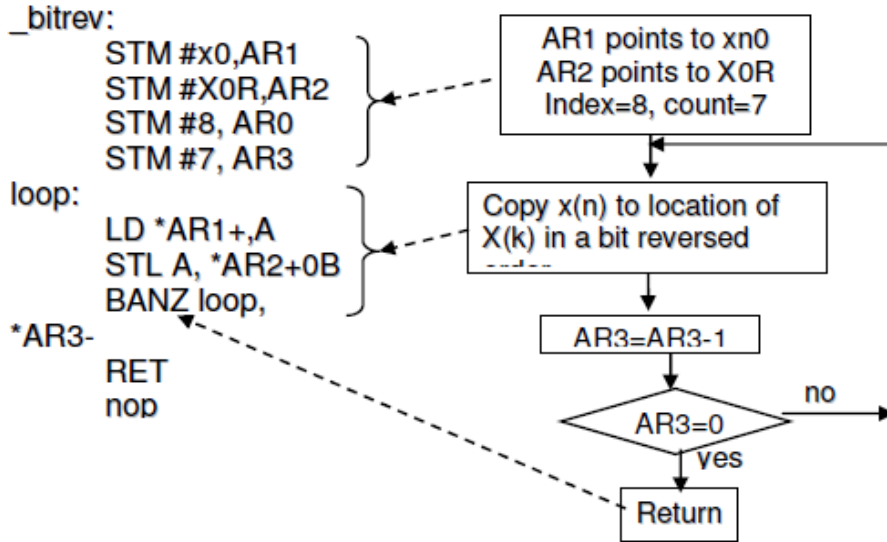 _bitrev:
STM #x0,AR1
STM #X0R,AR2
STM #8, AR0
STM #7, AR3
loop:
LD *AR1+,A
STL A, *AR2+0B
BANZ loop,
*AR3-
RET
nop
AR1 points to xn0
AR2 points to X0R
Index=8, count=7
Copy x(n) to location of
X(k) in a bit reversed
order
AR3=AR3-1
AR3=0
no
yes
Return